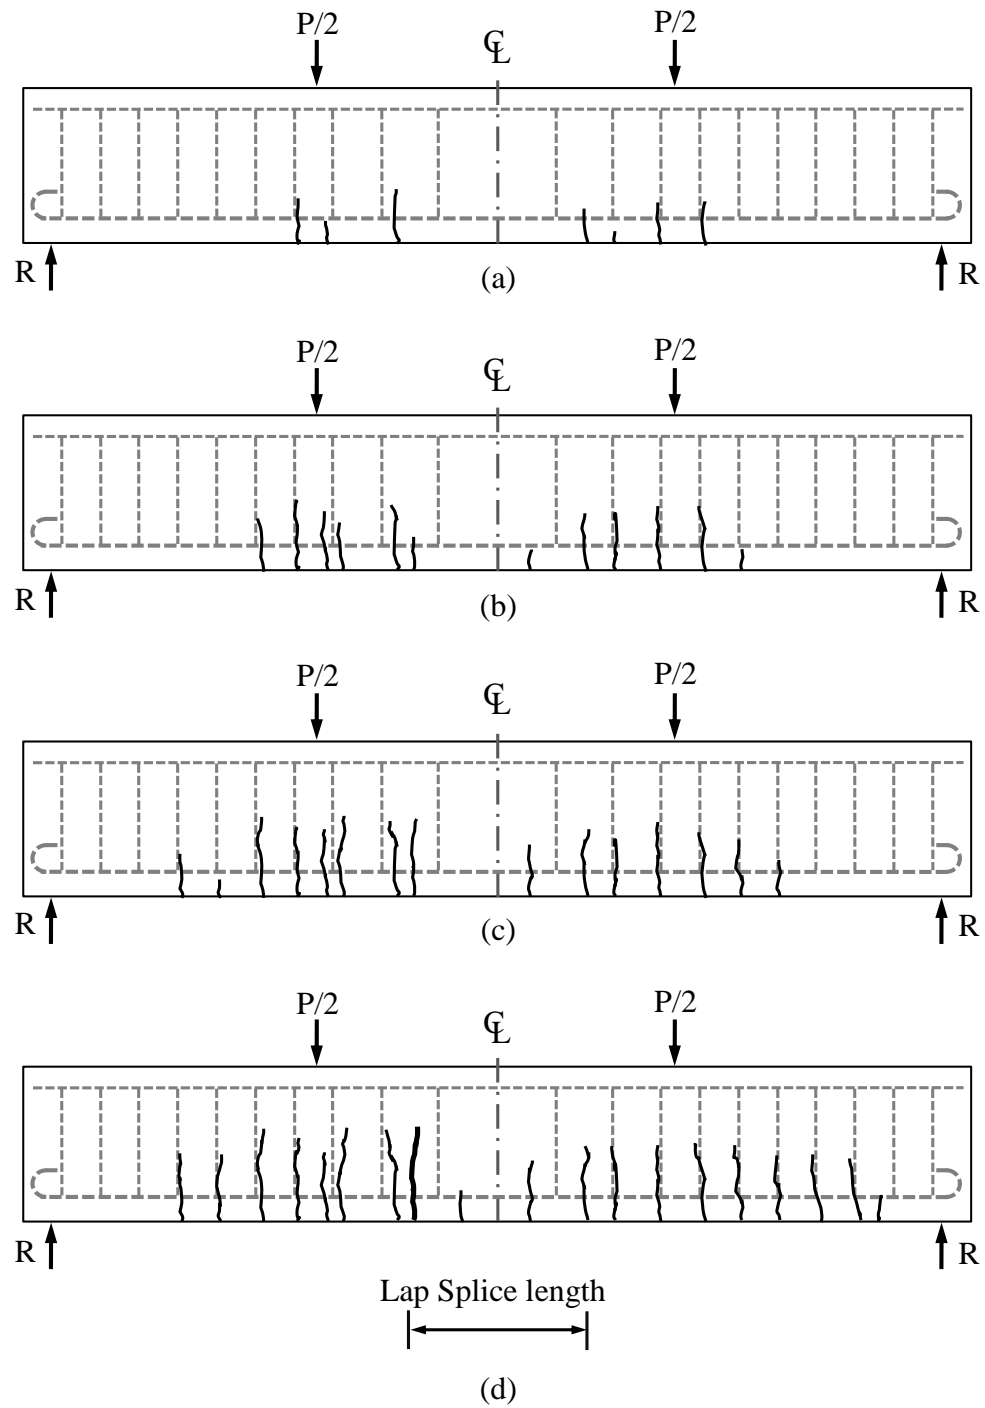 P/2 ℄ P/2
R R
(a)
P/2 ℄ P/2
R R
(b)
P/2 ℄ P/2
R R
(c)
P/2 ℄ P/2
R R
Lap Splice length
(d)